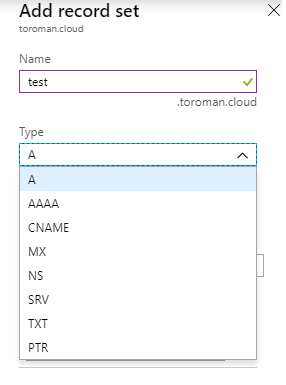 Add record set
toroman.cloud
Name
test
.toroman.cloud
Type
A
A
AAAA
CNAME
MX
NS
SRV
TXT
PTR